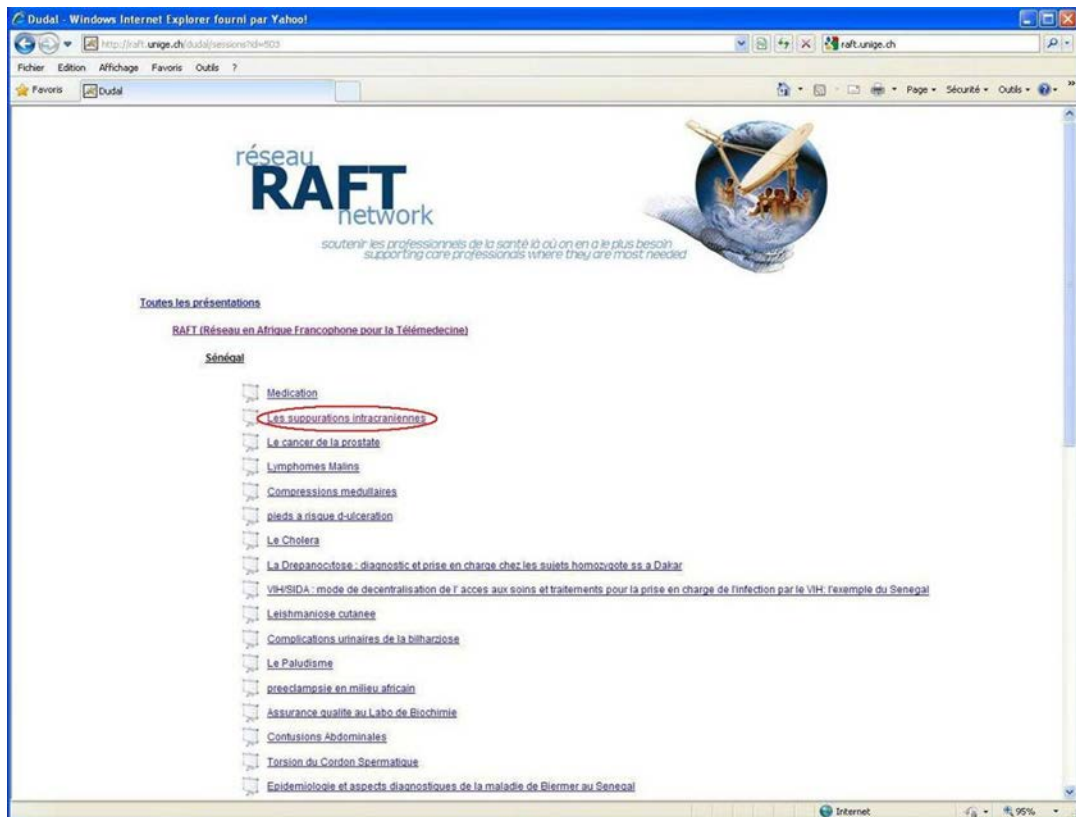 Dudal - Windows Internet Explorer fourni par Yahoo!
http://raft.unige.ch/dudal/sessions?id=503
raft.unige.ch
Fichier Edition Affichage Favoris Outils ?
Favoris Dudal Page Sécurité Outils
réseau
RAFT
network
soutenir les professionnels de la santé là où on en a le plus besoin
supporting care professionals where they are most needed
Toutes les présentations
RAFT (Réseau en Afrique Francophone pour la Télémedecine)
Sénégal
Medication
Les suppurations intracraniennes
Le cancer de la prostate
Lymphomes Malins
Compressions medullaires
pieds a risque d-ulceration
Le Cholera
La Drepanocytose : diagnostic et prise en charge chez les sujets homozygote ss a Dakar
VIH/SIDA : mode de decentralisation de l' acces aux soins et traitements pour la prise en charge de l'infection par le VIH: l'exemple du Senegal
Leishmaniose cutanee
Complications urinaires de la bilharziose
Le Paludisme
preeclampsie en milieu africain
Assurance qualite au Labo de Biochimie
Contusions Abdominales
Torsion du Cordon Spermatique
Epidemiologie et aspects diagnostiques de la maladie de Biermer au Senegal
Internet 95%